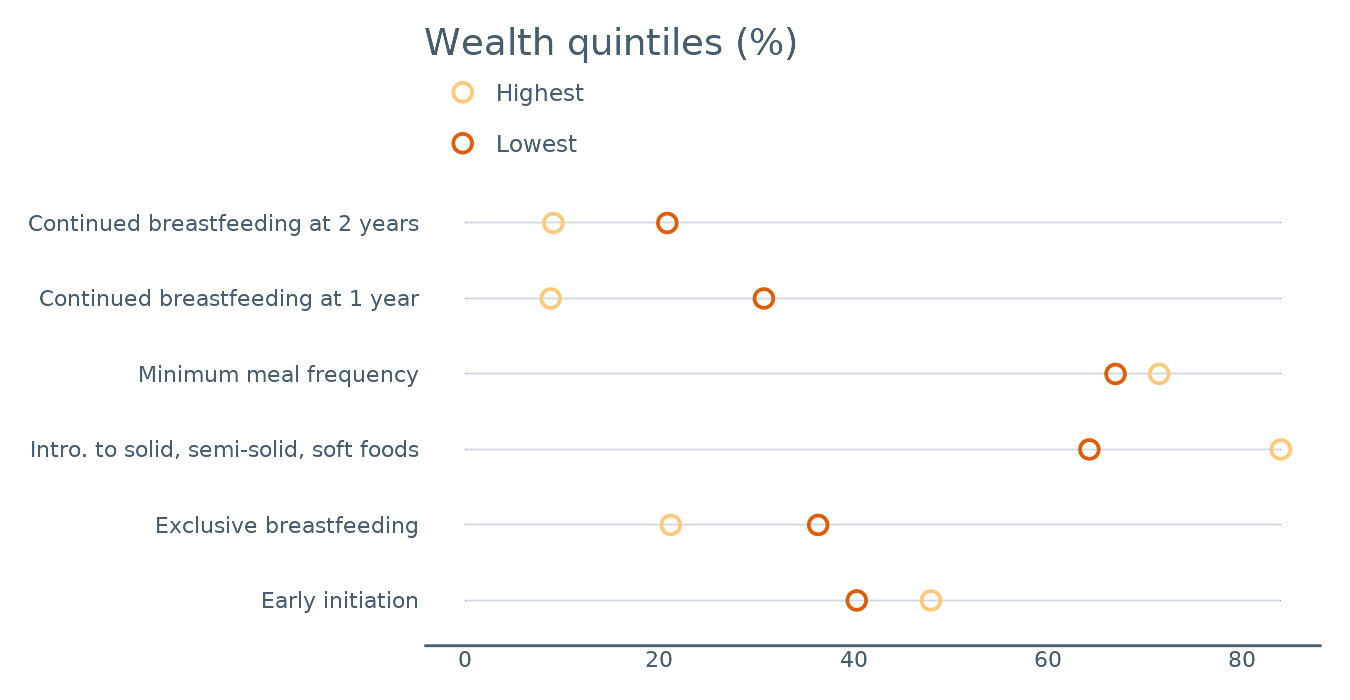 Wealth quintiles (%)
Highest
Lowest
Continued breastfeeding at 2 years
Continued breastfeeding at 1 year
Minimum meal frequency
Intro. to solid, semi-solid, soft foods
Exclusive breastfeeding
Early initiation
0 20 40 60 80